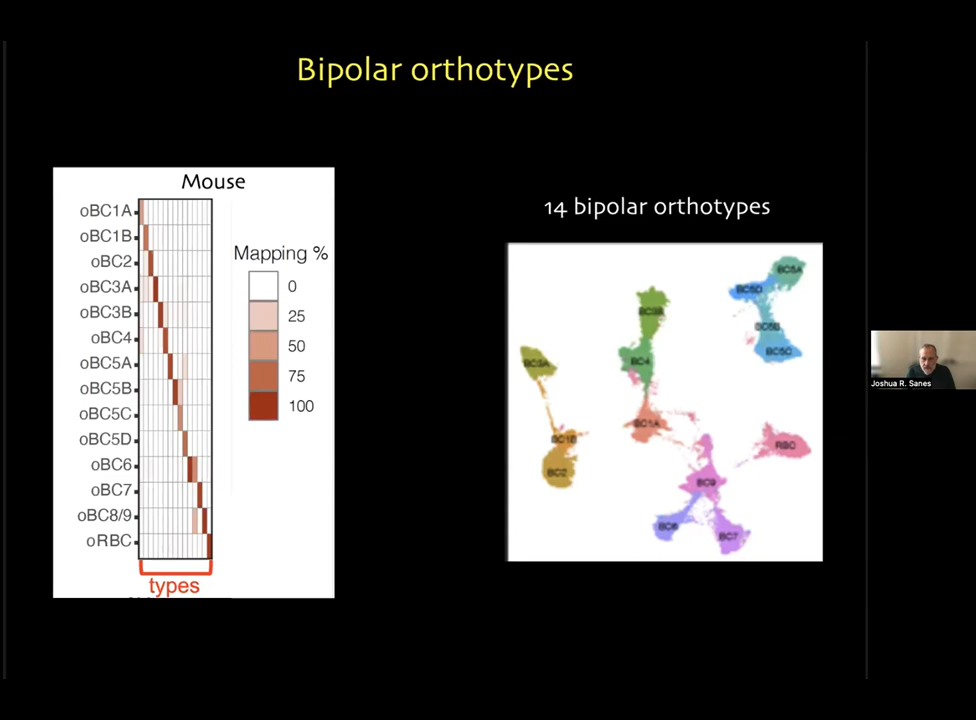 Bipolar orthotypes
Mouse
oBC1A
oBC1B
oBC2
oBC3A
oBC3B
oBC4
oBC5A
oBC5B
oBC5C
oBC5D
oBC6
oBC7
oBC8/9
oRBC
types
Mapping %
0
25
50
75
100
14 bipolar orthotypes
BC5A
BC5D
BC5B
BC5C
BC3B
BC4
BC3A
BC1A
BC1B
BC2
RBC
BC9
BC6
BC7
Joshua R. Sanes